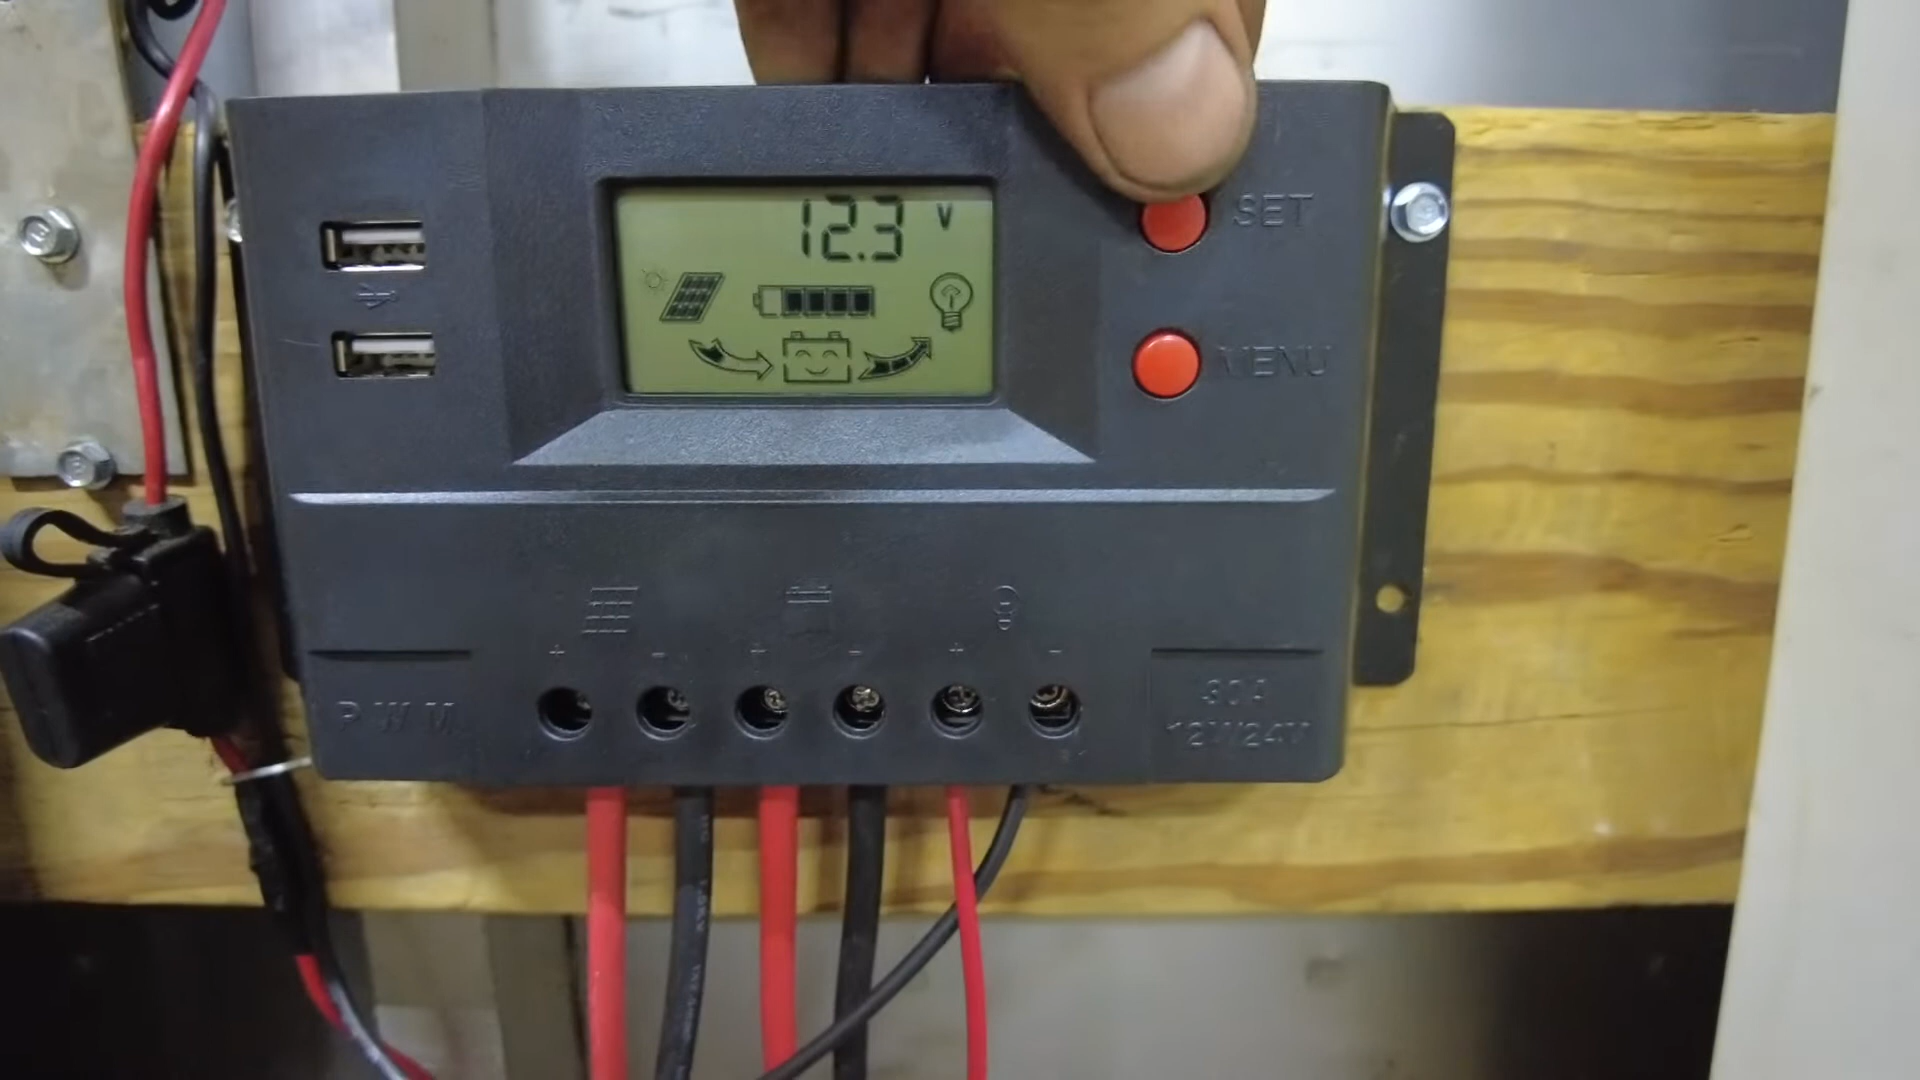 12.3 V
SET
MENU
+ - + - + -
PWM
30A
12V/24V